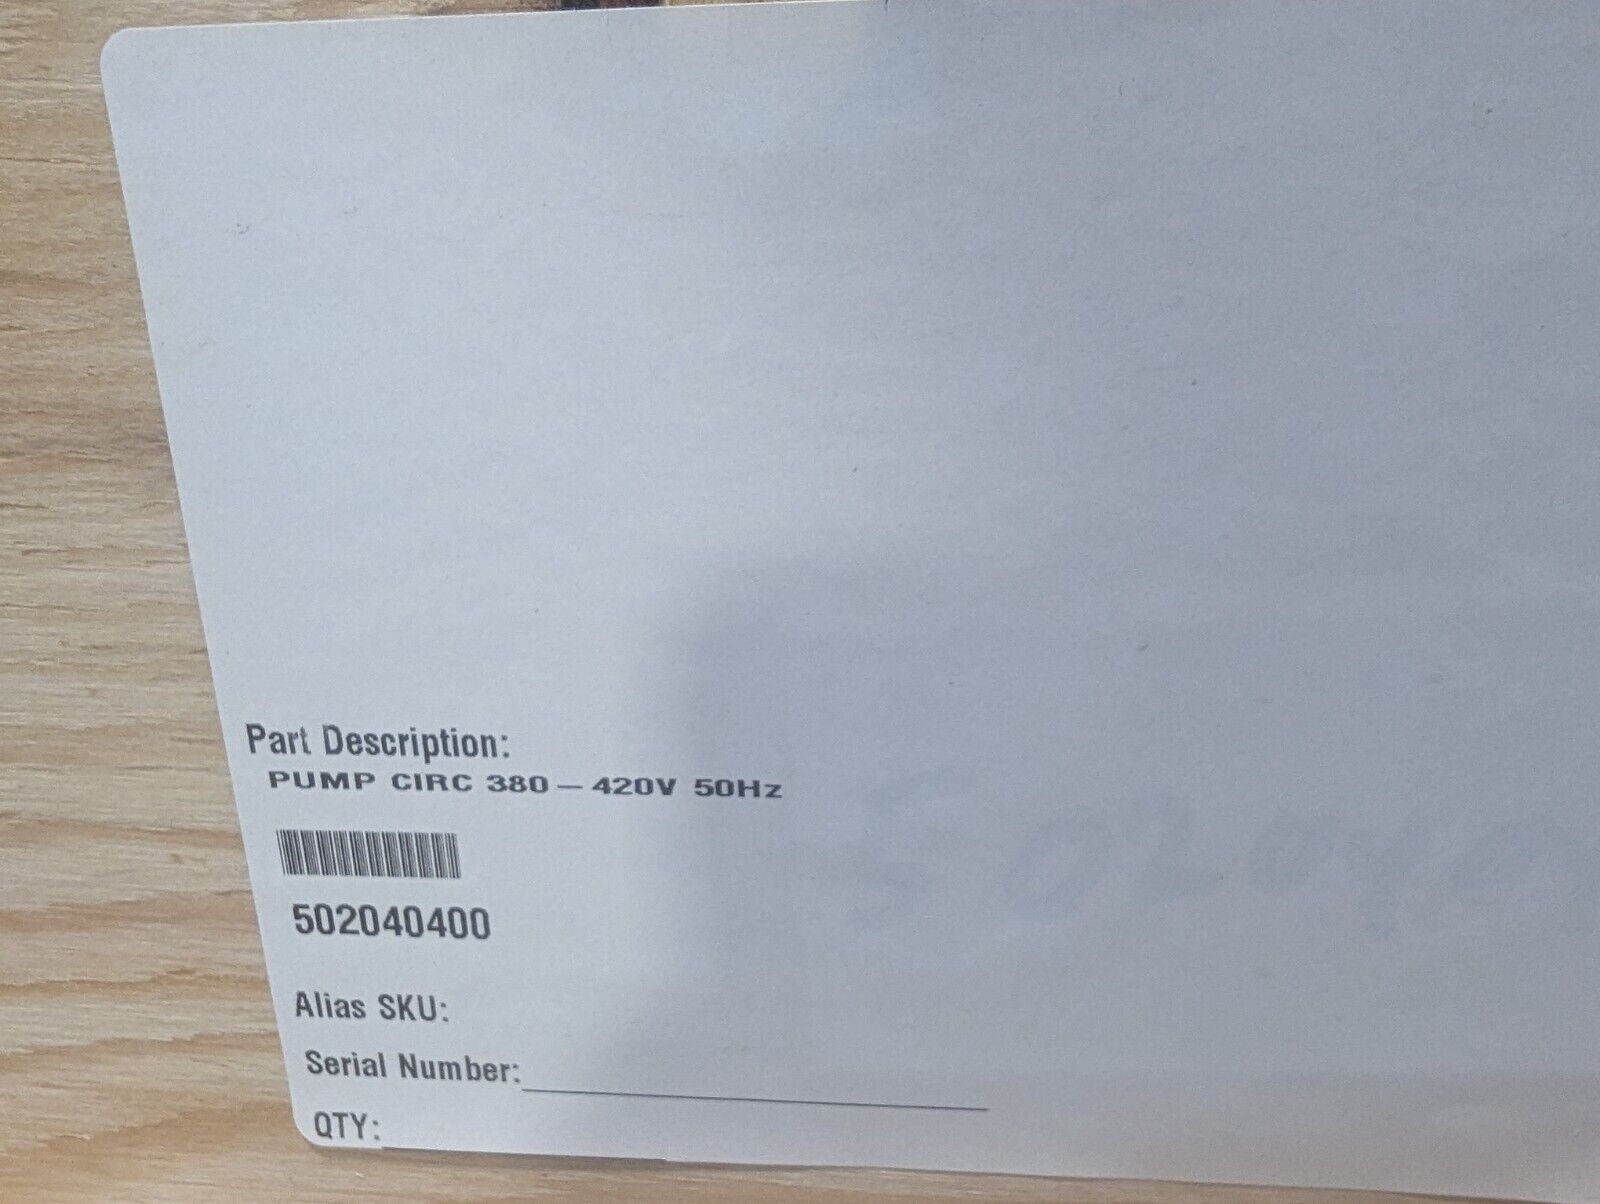 Part Description:
PUMP CIRC 380–420V 50Hz
502040400
Alias SKU:
Serial Number:
QTY: